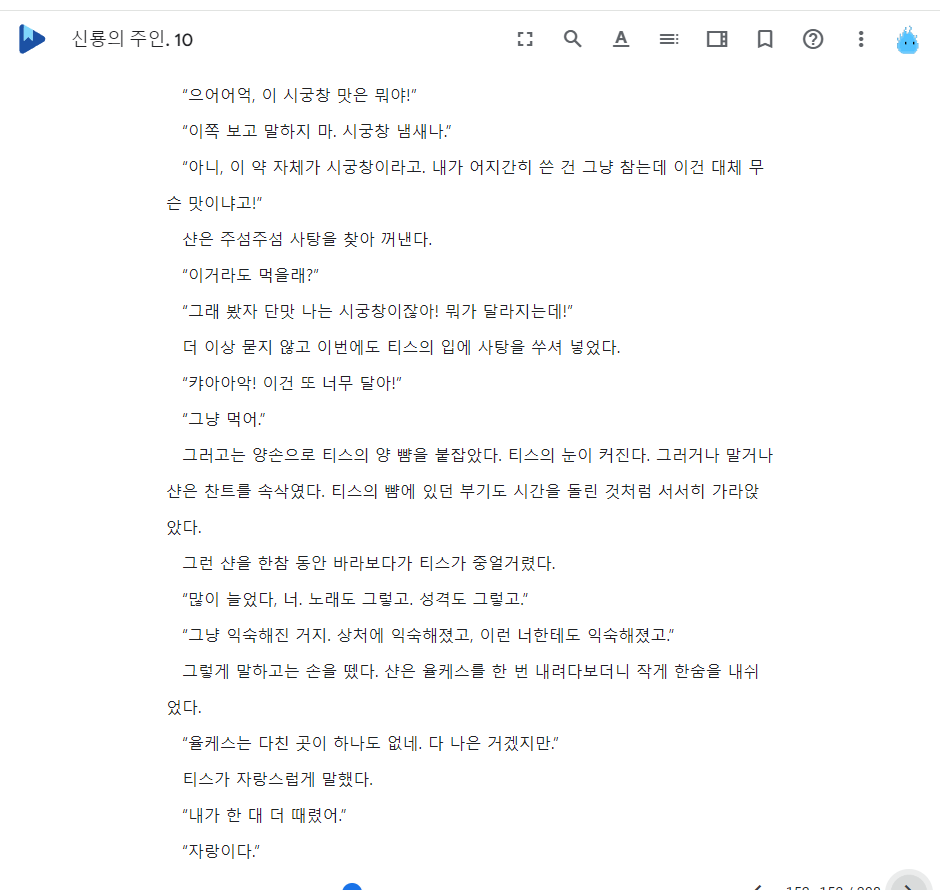 신룡의 주인. 10
“으어어억, 이 시궁창 맛은 뭐야!”
“이쪽 보고 말하지 마. 시궁창 냄새나.”
“아니, 이 약 자체가 시궁창이라고. 내가 어지간히 쓴 건 그냥 참는데 이건 대체 무
슨 맛이냐고!”
샨은 주섬주섬 사탕을 찾아 꺼낸다.
“이거라도 먹을래?”
“그래 봤자 단맛 나는 시궁창이잖아! 뭐가 달라지는데!”
더 이상 묻지 않고 이번에도 티스의 입에 사탕을 쑤셔 넣었다.
“캬아아악! 이건 또 너무 달아!”
“그냥 먹어.”
그러고는 양손으로 티스의 양 뺨을 붙잡았다. 티스의 눈이 커진다. 그러거나 말거나
샨은 찬트를 속삭였다. 티스의 뺨에 있던 부기도 시간을 돌린 것처럼 서서히 가라앉
았다.
그런 샨을 한참 동안 바라보다가 티스가 중얼거렸다.
“많이 늘었다, 너. 노래도 그렇고. 성격도 그렇고.”
“그냥 익숙해진 거지. 상처에 익숙해졌고, 이런 너한테도 익숙해졌고.”
그렇게 말하고는 손을 뗐다. 샨은 율케스를 한 번 내려다보더니 작게 한숨을 내쉬
었다.
“율케스는 다친 곳이 하나도 없네. 다 나은 거겠지만.”
티스가 자랑스럽게 말했다.
“내가 한 대 더 때렸어.”
“자랑이다.”